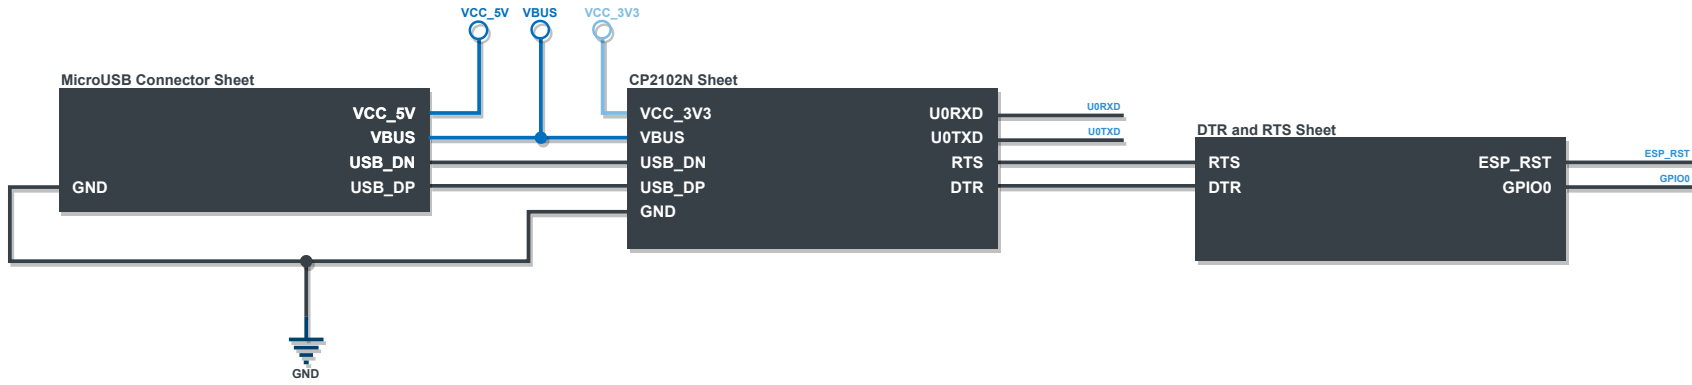 VCC_5V VBUS VCC_3V3
MicroUSB Connector Sheet
VCC_5V
VBUS
USB_DN
USB_DP
GND
CP2102N Sheet
VCC_3V3
VBUS
USB_DN
USB_DP
GND
U0RXD
U0TXD
RTS
DTR
U0RXD
U0TXD
DTR and RTS Sheet
RTS
DTR
ESP_RST
GPIO0
ESP_RST
GPIO0
GND